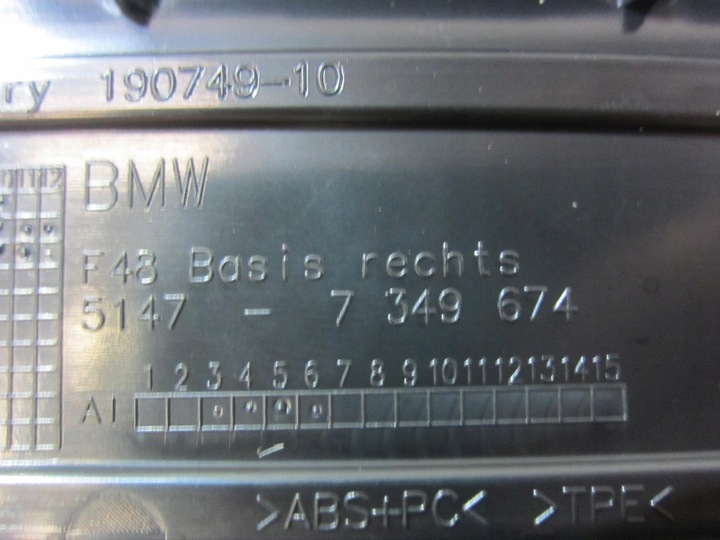 ry 190749-10
BMW
F48 Basis rechts
5147 - 7 349 674
1 2 3 4 5 6 7 8 9 10 11 12 13 14 15
AI
>ABS+PC< >TPE<